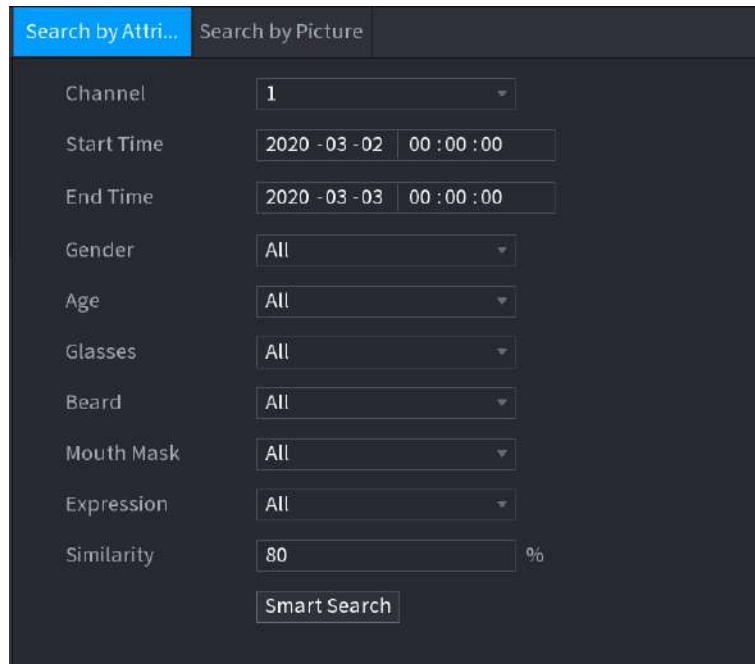 Search by Attri... Search by Picture
Channel 1
Start Time 2020 -03 -02 00 :00 :00
End Time 2020 -03 -03 00 :00 :00
Gender All
Age All
Glasses All
Beard All
Mouth Mask All
Expression All
Similarity 80 %
Smart Search